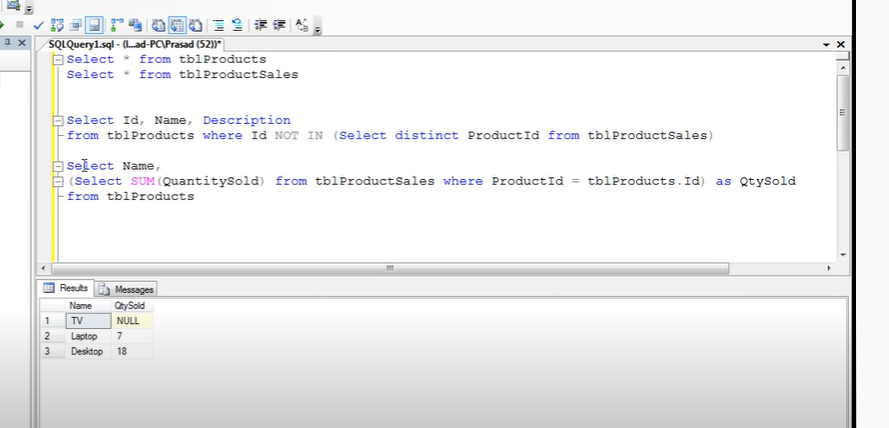 SQLQuery1.sql - (l...ad-PC\Prasad (52))*
Select * from tblProducts
Select * from tblProductSales
Select Id, Name, Description
from tblProducts where Id NOT IN (Select distinct ProductId from tblProductSales)
Select Name,
(Select SUM(QuantitySold) from tblProductSales where ProductId = tblProducts.Id) as QtySold
from tblProducts
Results Messages
Name QtySold
1 TV NULL
2 Laptop 7
3 Desktop 18